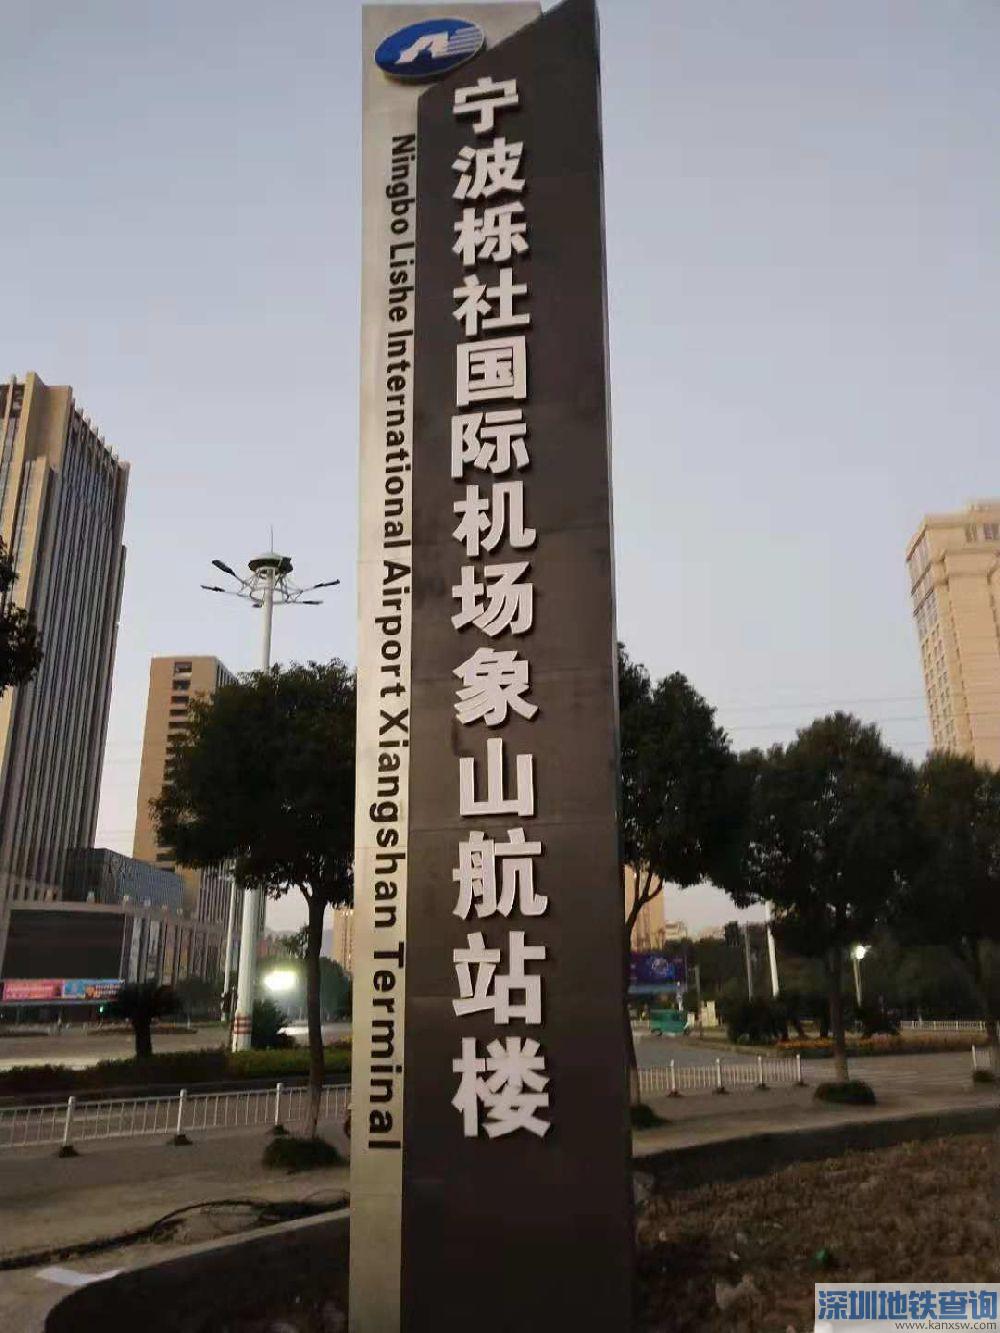 宁波栎社国际机场象山航站楼
Ningbo Lishe International Airport Xiangshan Terminal
深圳地铁查询
www.kanxsw.com